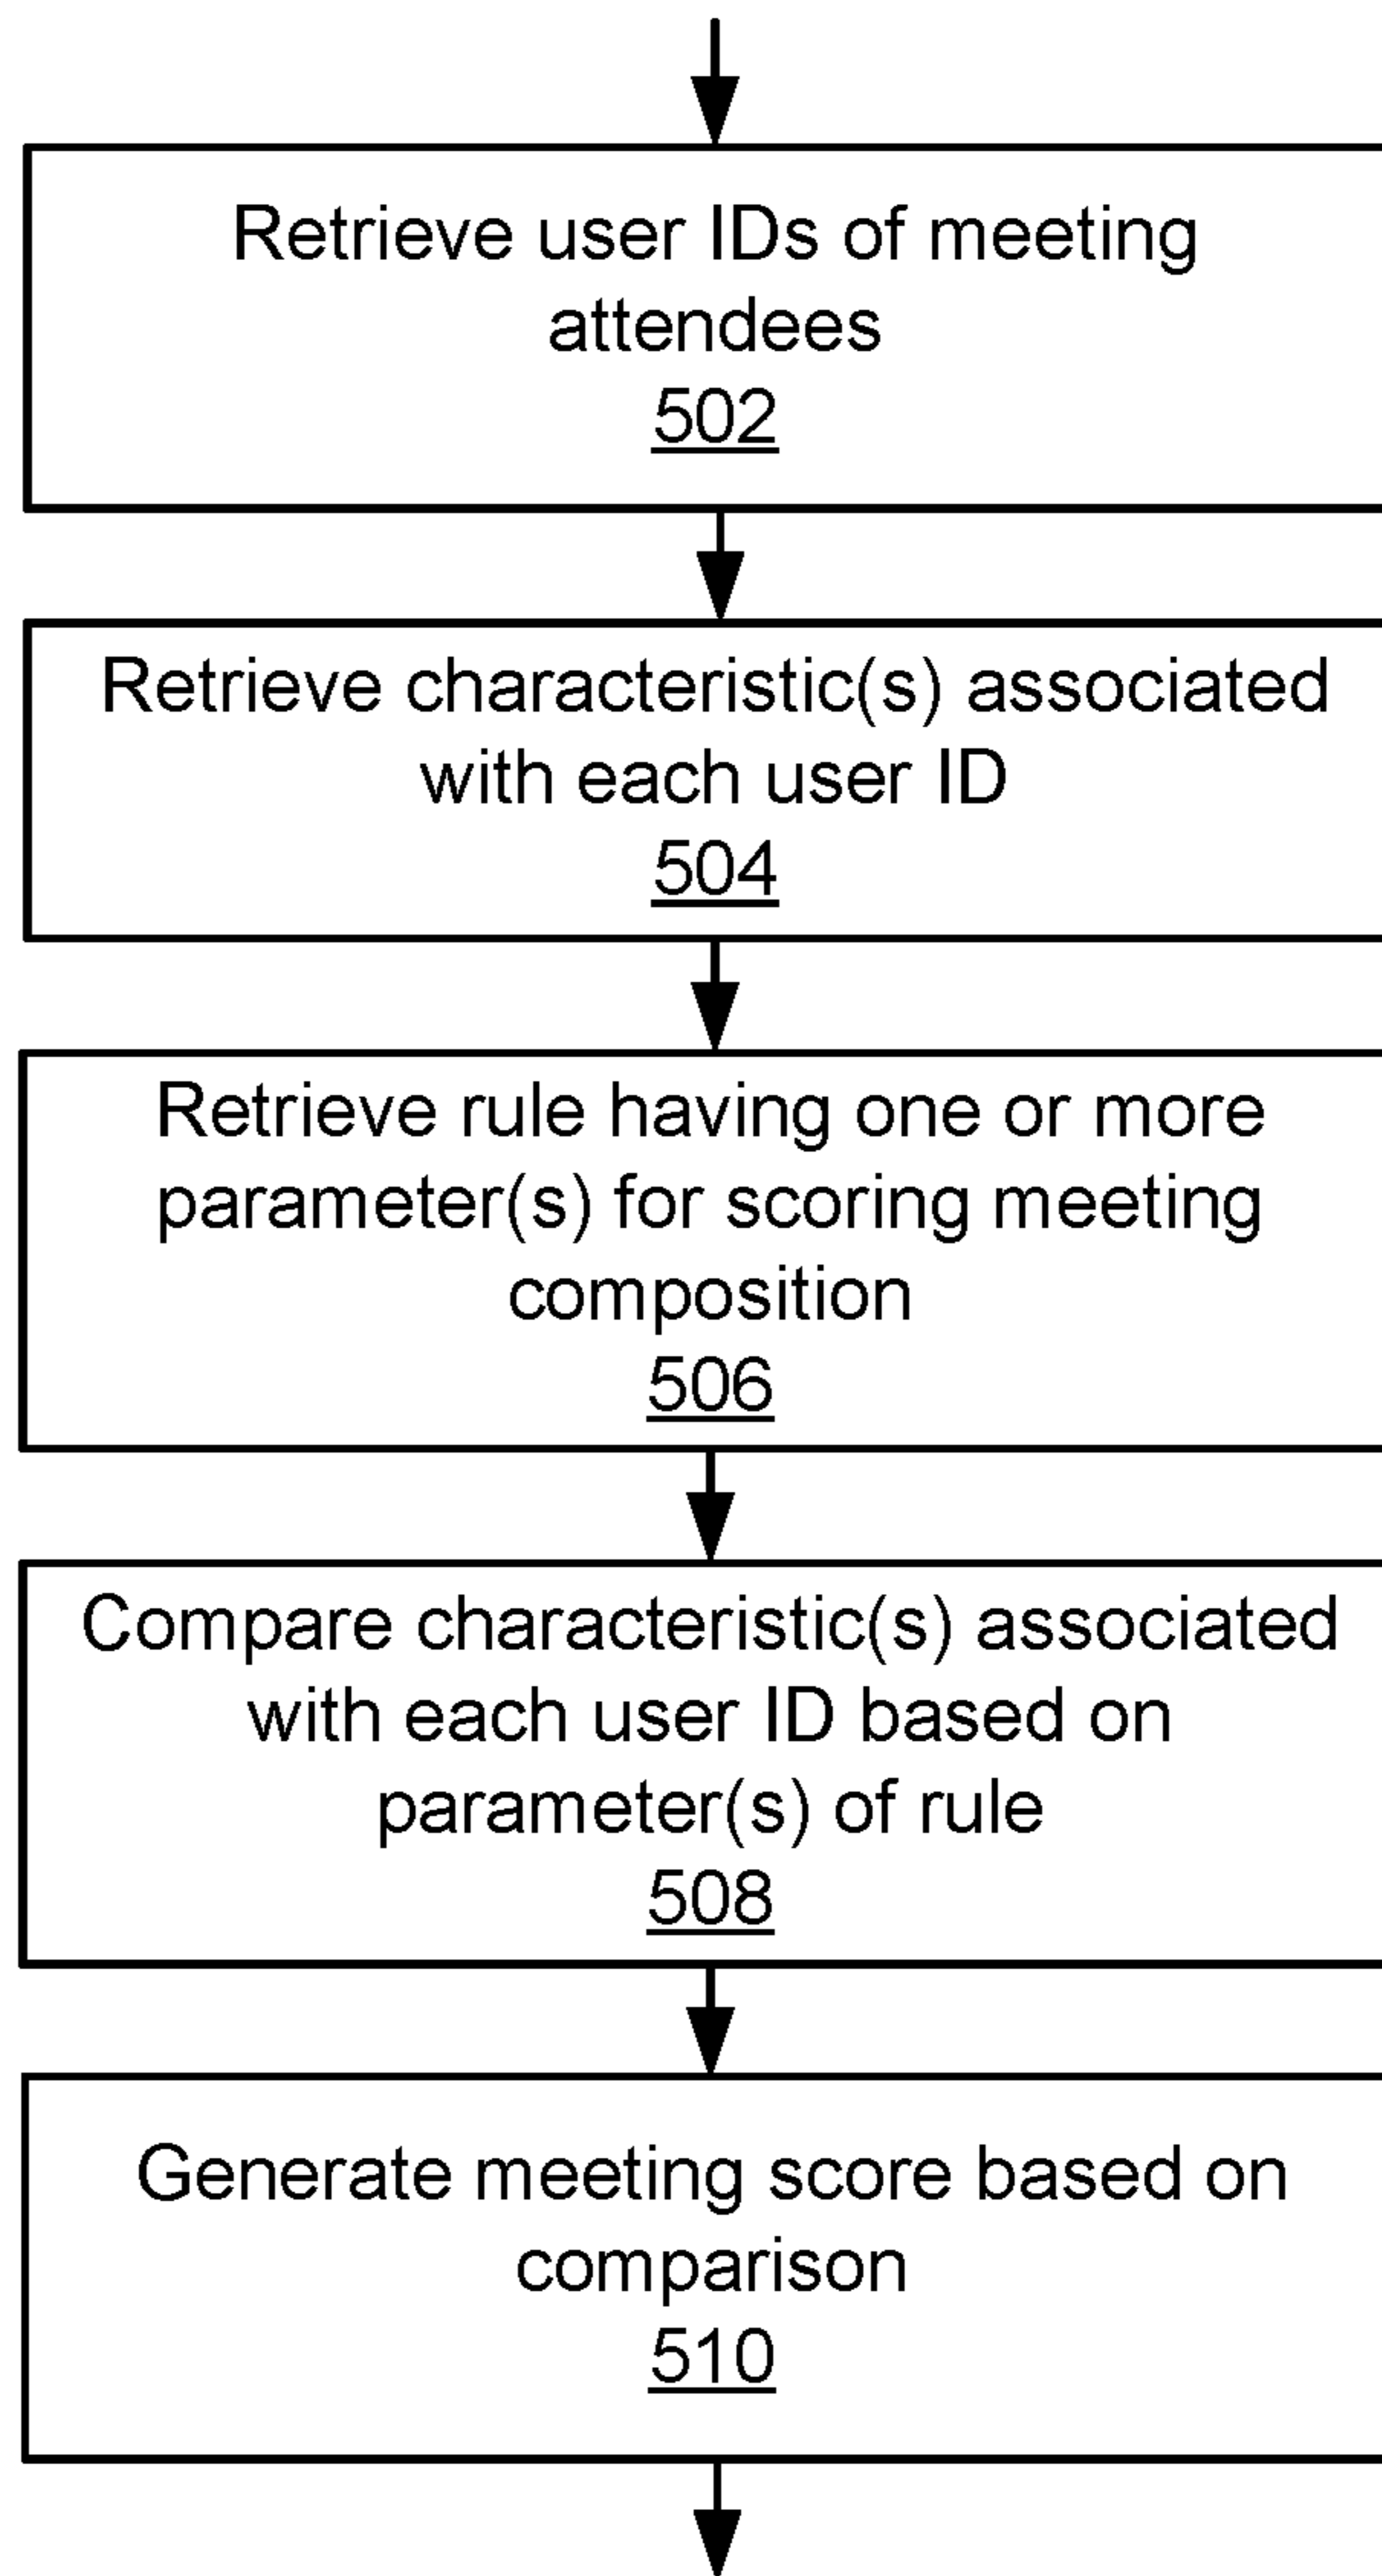 Retrieve user IDs of meeting
attendees
502
Retrieve characteristic(s) associated
with each user ID
504
Retrieve rule having one or more
parameter(s) for scoring meeting
composition
506
Compare characteristic(s) associated
with each user ID based on
parameter(s) of rule
508
Generate meeting score based on
comparison
510